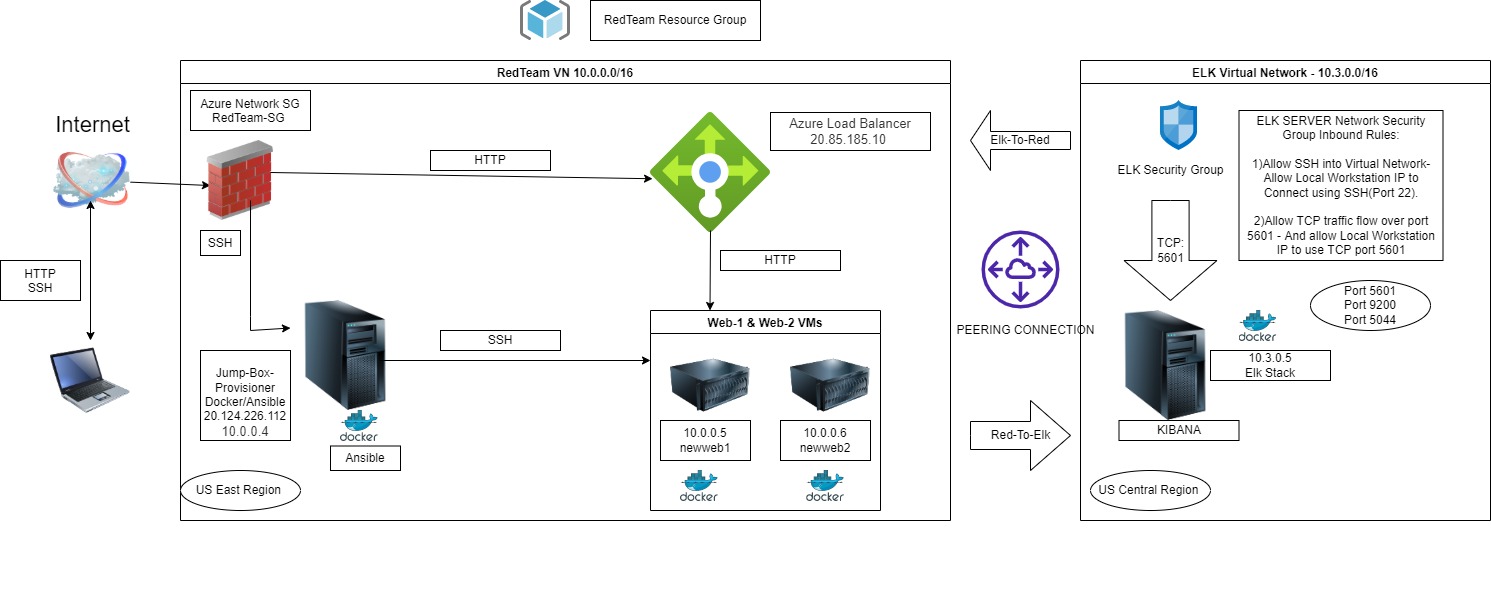 RedTeam Resource Group
RedTeam VN 10.0.0.0/16
ELK Virtual Network - 10.3.0.0/16
Azure Network SG
RedTeam-SG
Internet
HTTP
Azure Load Balancer
20.85.185.10
Elk-To-Red
ELK Security Group
ELK SERVER Network Security
Group Inbound Rules:
1)Allow SSH into Virtual Network-
Allow Local Workstation IP to
Connect using SSH(Port 22).
2)Allow TCP traffic flow over port
5601 - And allow Local Workstation
IP to use TCP port 5601
SSH
HTTP
TCP:
5601
HTTP
SSH
Port 5601
Port 9200
Port 5044
PEERING CONNECTION
Web-1 & Web-2 VMs
SSH
docker
10.3.0.5
Elk Stack
Jump-Box-
Provisioner
Docker/Ansible
20.124.226.112
10.0.0.4
docker
Ansible
10.0.0.5
newweb1
10.0.0.6
newweb2
docker
docker
Red-To-Elk
KIBANA
US East Region
US Central Region